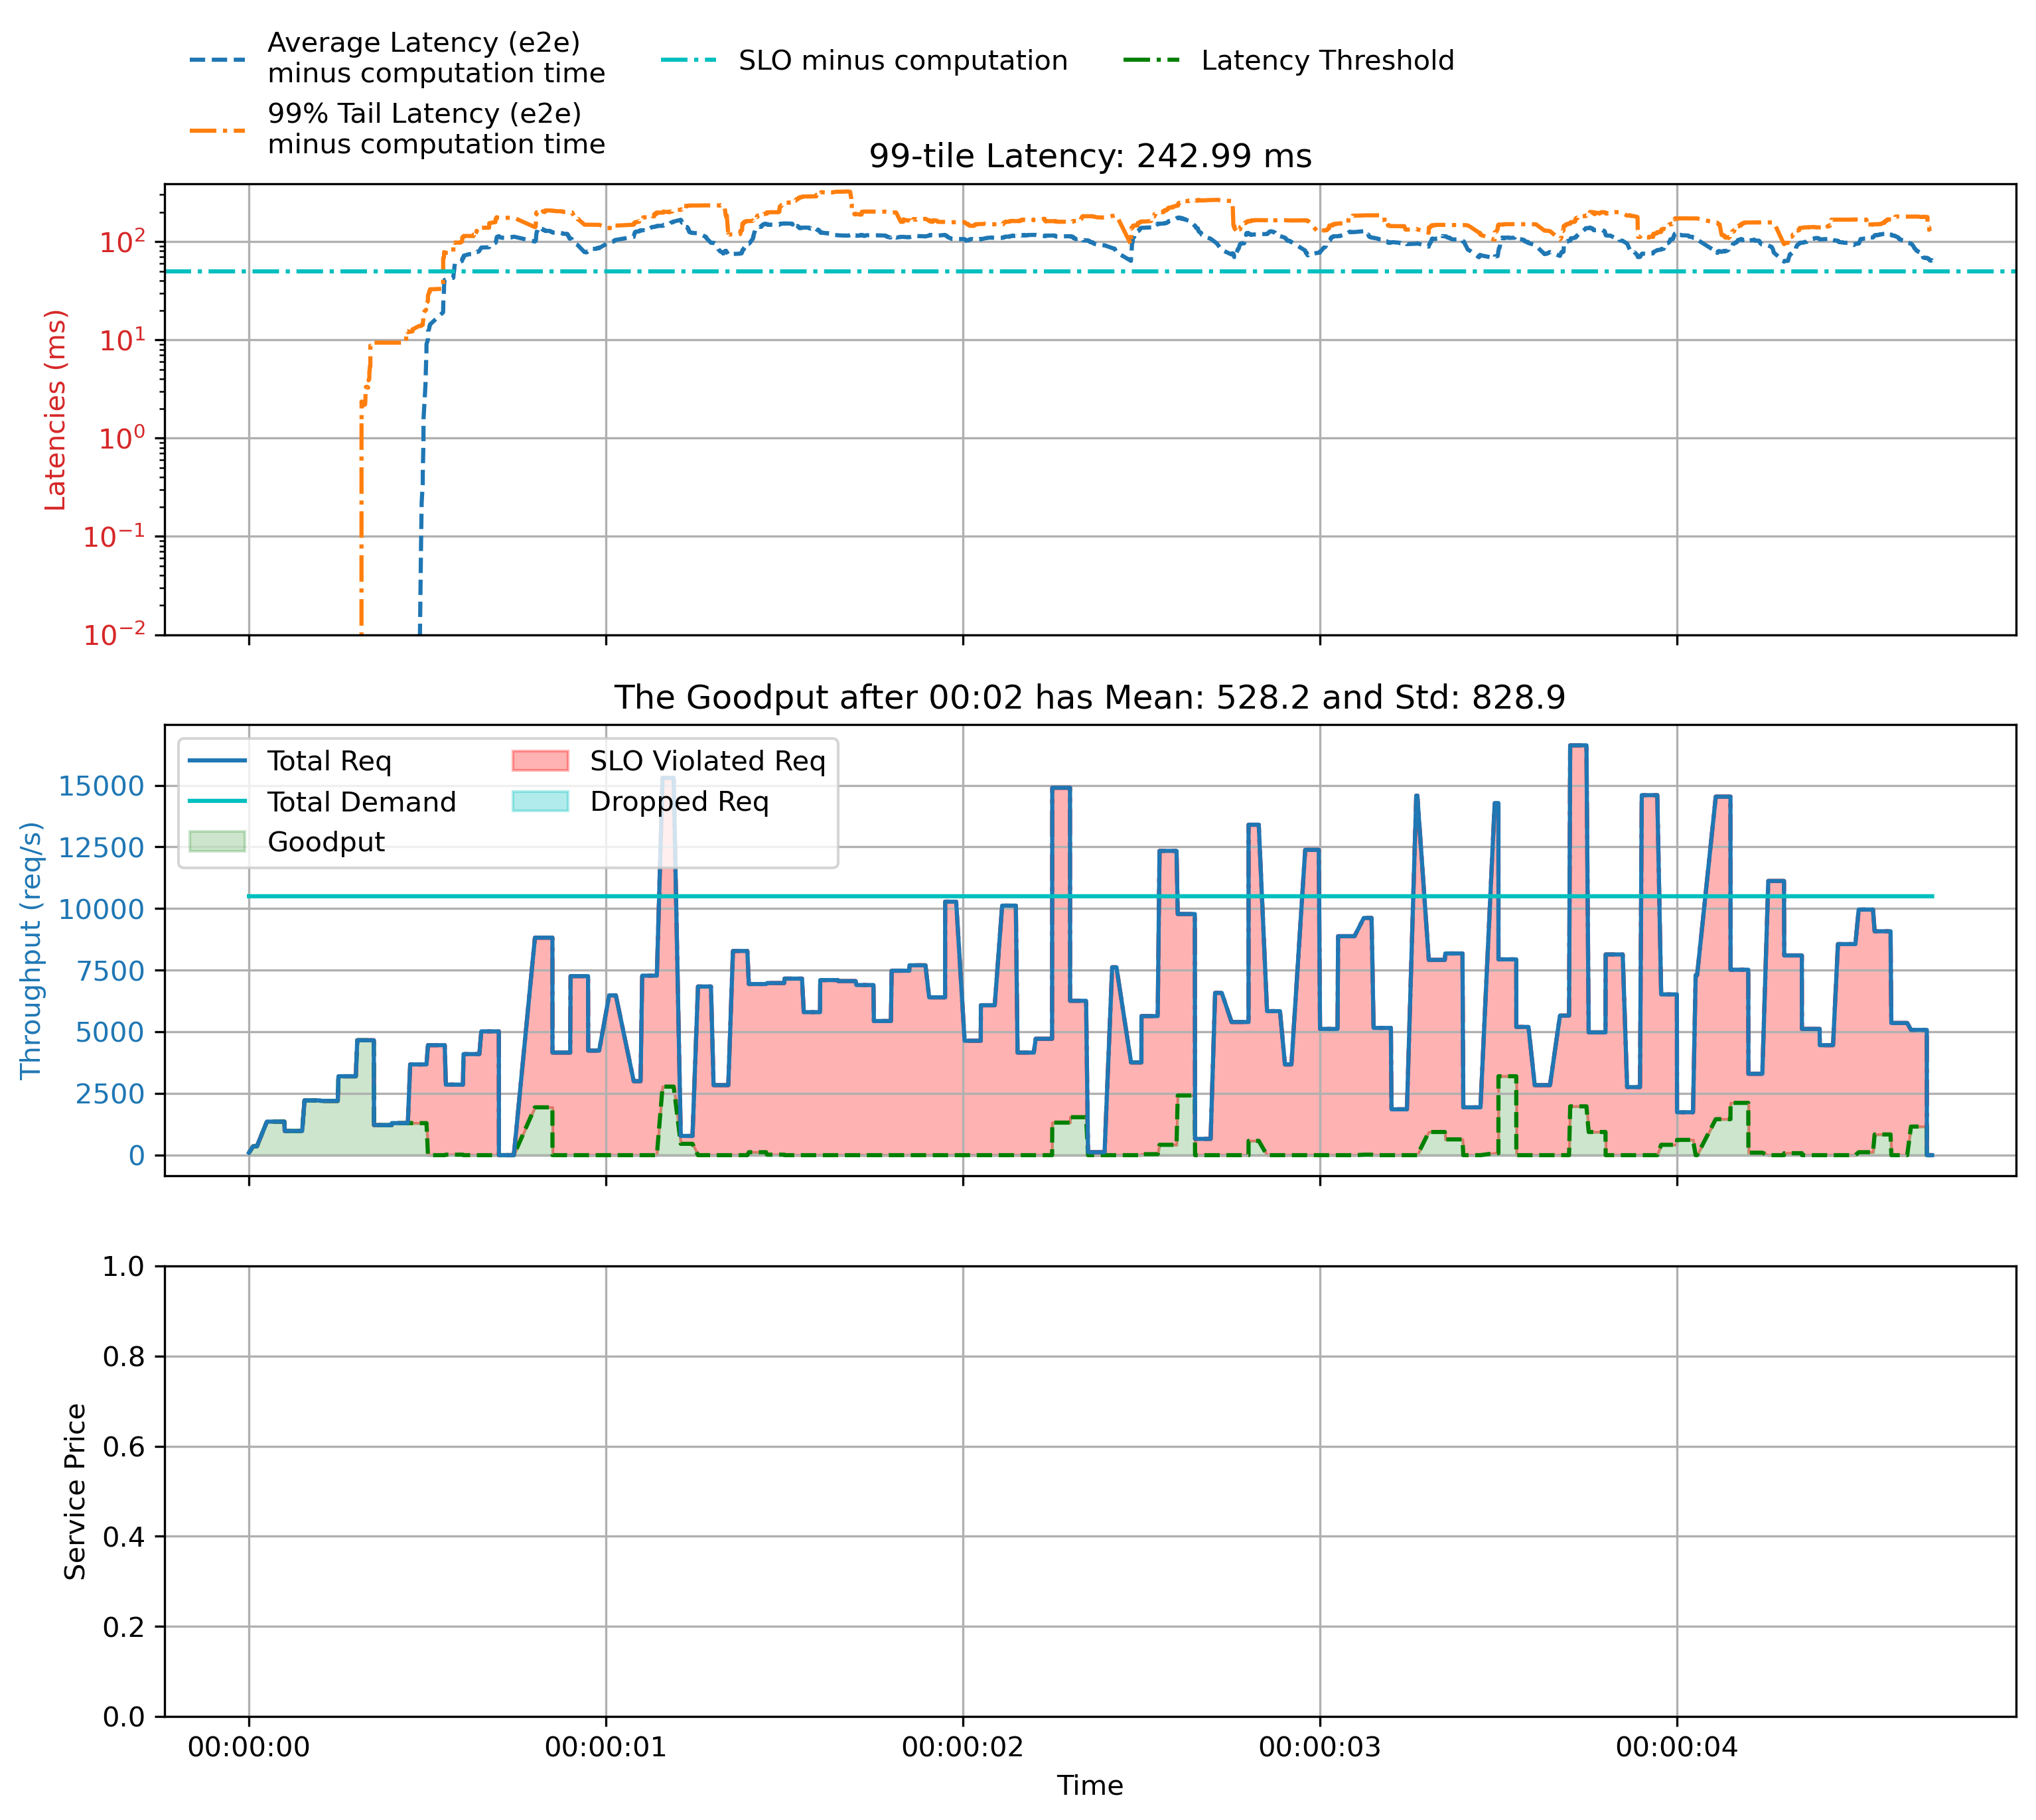 Average Latency (e2e)
minus computation time
99% Tail Latency (e2e)
minus computation time
SLO minus computation
Latency Threshold
99-tile Latency: 242.99 ms
Latencies (ms)
10²
10¹
10⁰
10⁻¹
10⁻²
The Goodput after 00:02 has Mean: 528.2 and Std: 828.9
Total Req
Total Demand
Goodput
SLO Violated Req
Dropped Req
Throughput (req/s)
15000
12500
10000
7500
5000
2500
0
Service Price
1.0
0.8
0.6
0.4
0.2
0.0
00:00:00
00:00:01
00:00:02
00:00:03
00:00:04
Time